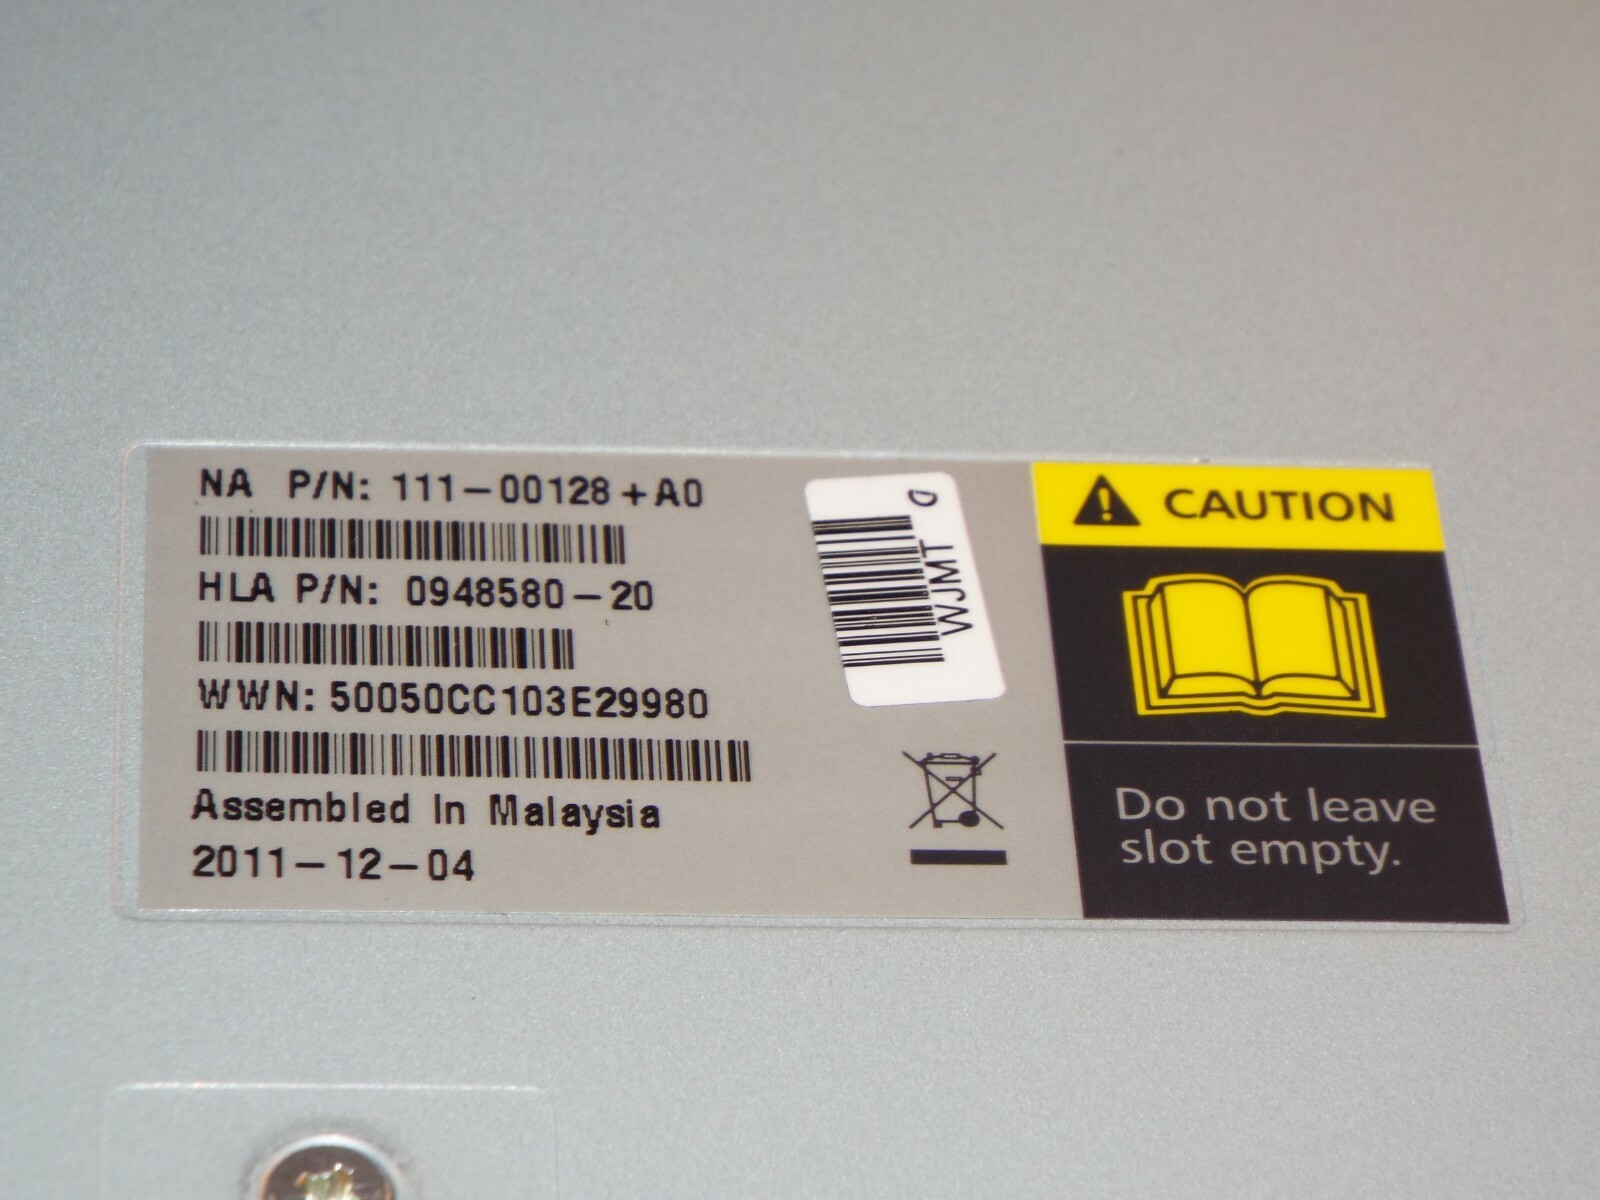 NA P/N: 111-00128+A0
HLA P/N: 0948580-20
WWN: 50050CC103E29980
Assembled In Malaysia
2011-12-04
WJMT 0
CAUTION
Do not leave
slot empty.